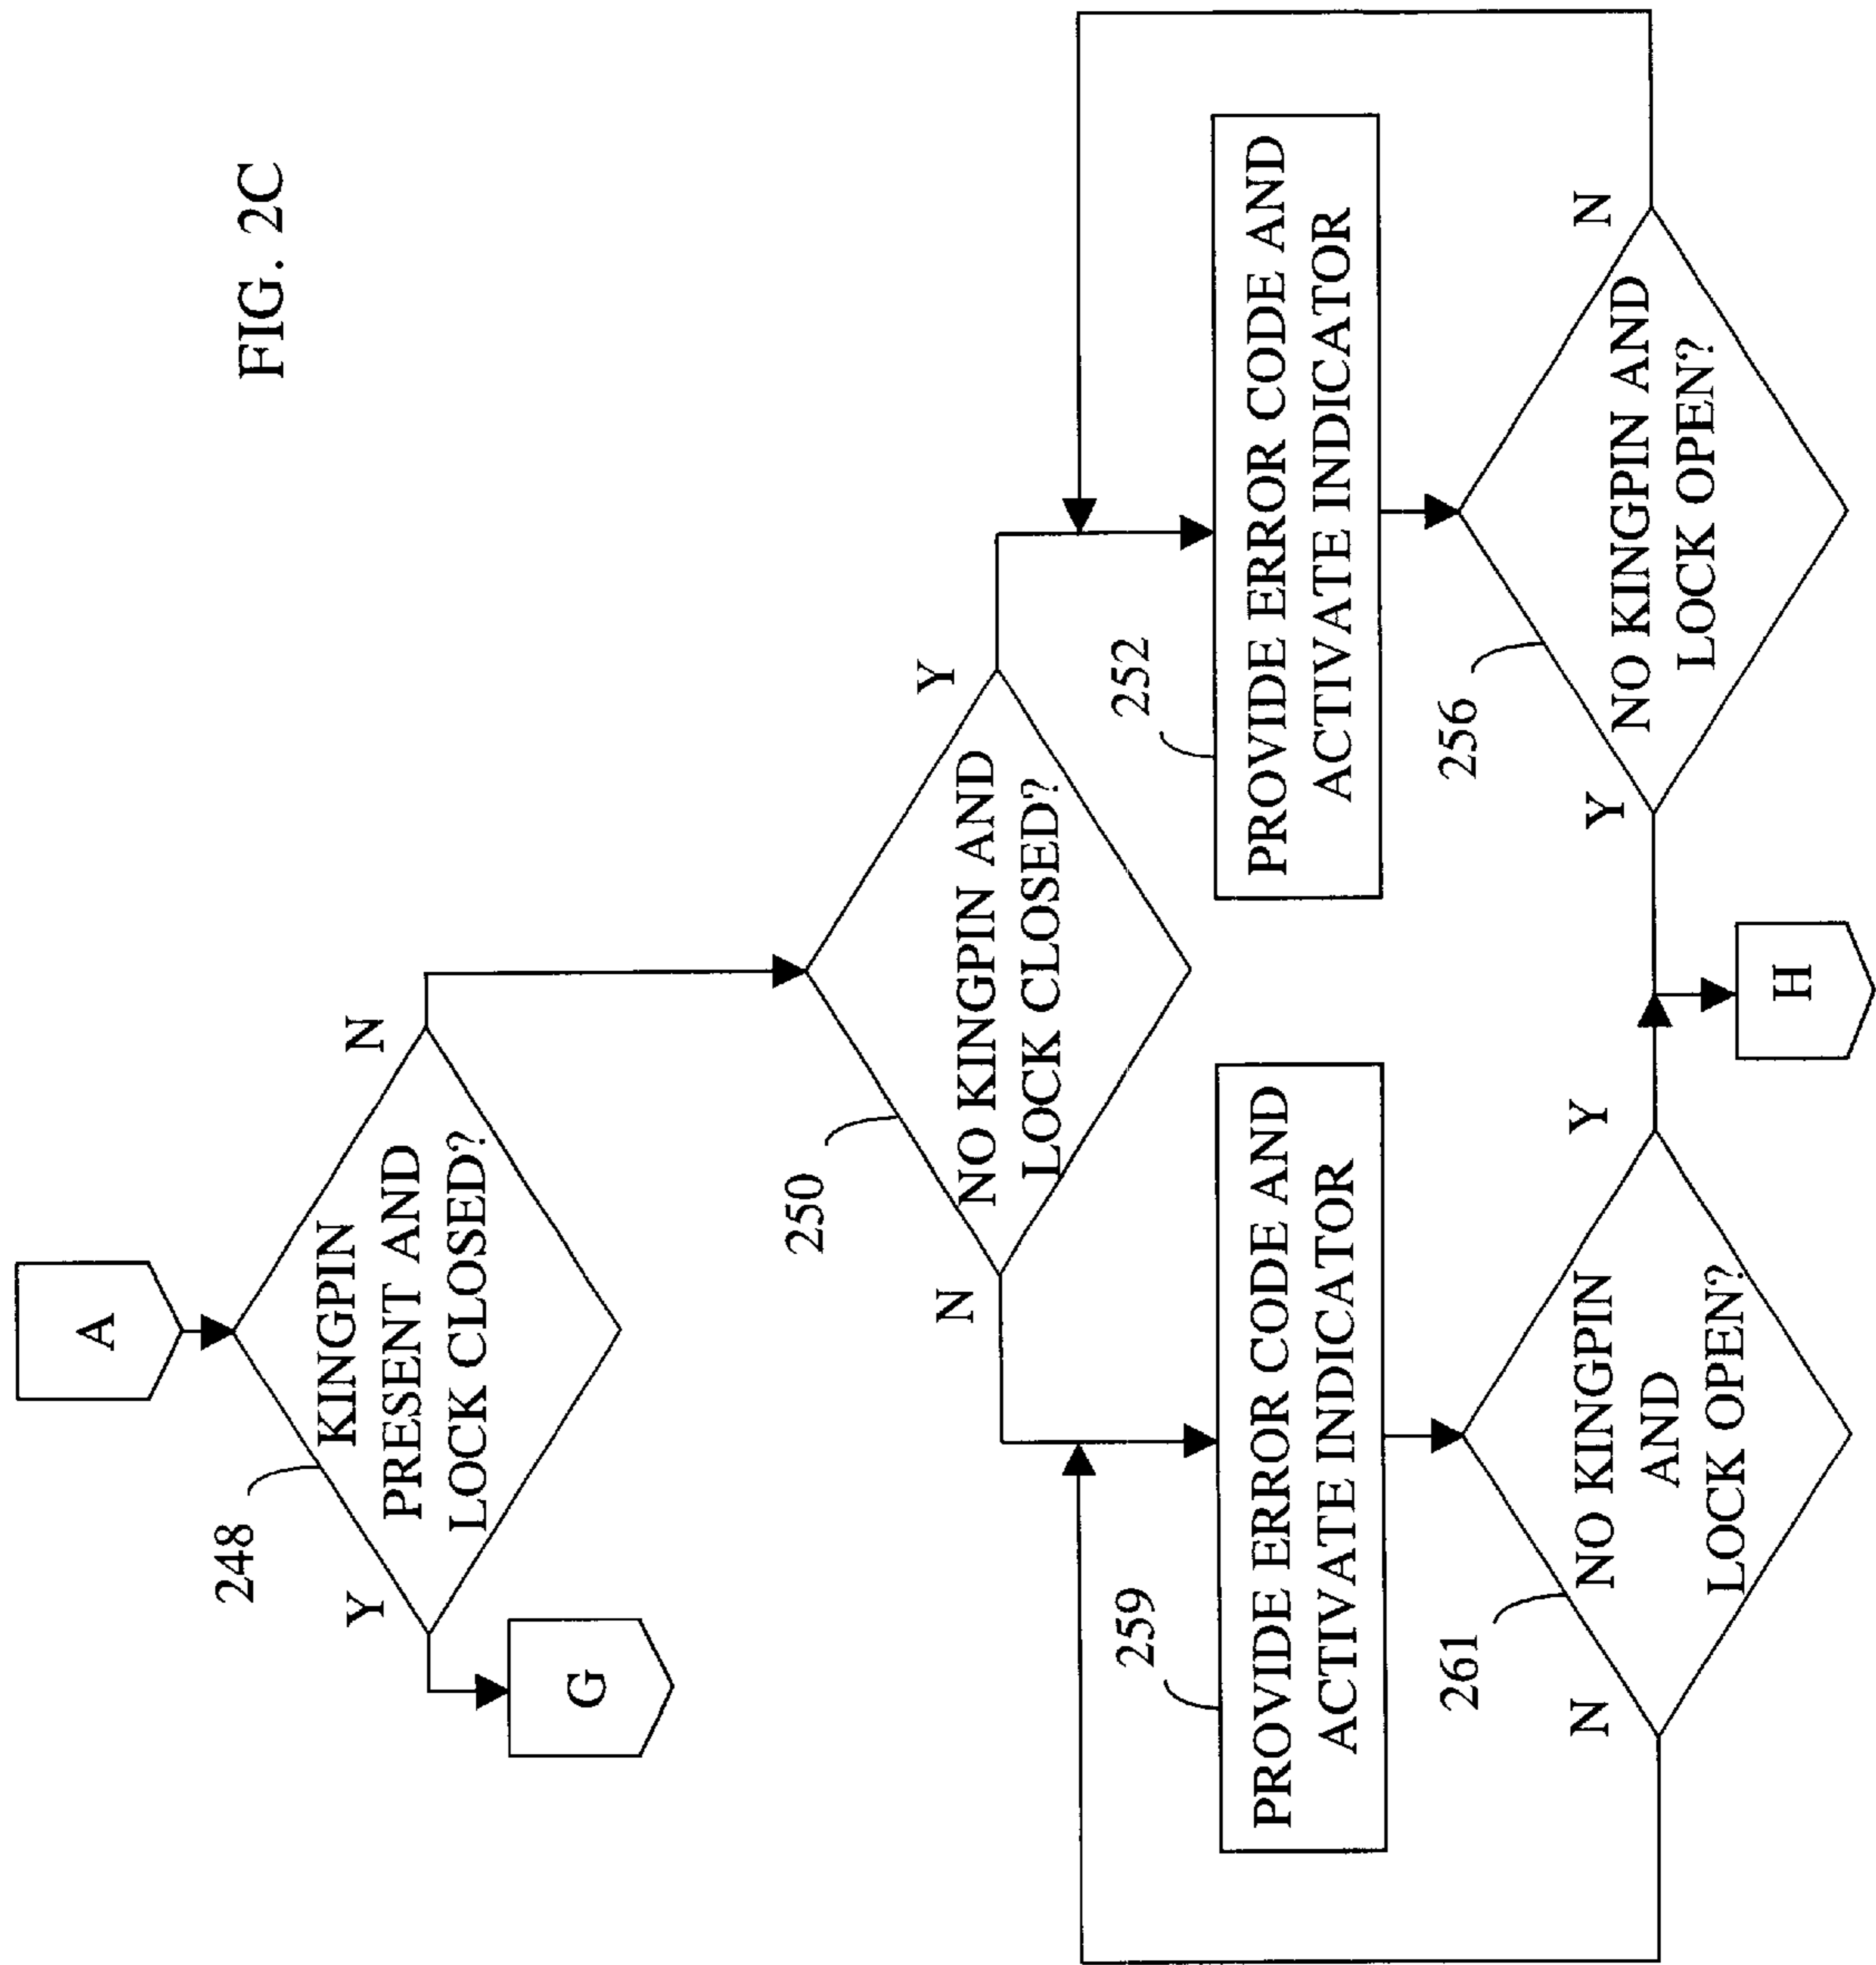 FIG. 2C
A
248
KINGPIN
PRESENT AND
LOCK CLOSED?
Y
N
G
250
NO KINGPIN AND
LOCK CLOSED?
N
Y
259
PROVIDE ERROR CODE AND
ACTIVATE INDICATOR
252
PROVIDE ERROR CODE AND
ACTIVATE INDICATOR
261
NO KINGPIN
AND
LOCK OPEN?
N
Y
256
NO KINGPIN AND
LOCK OPEN?
Y
N
H